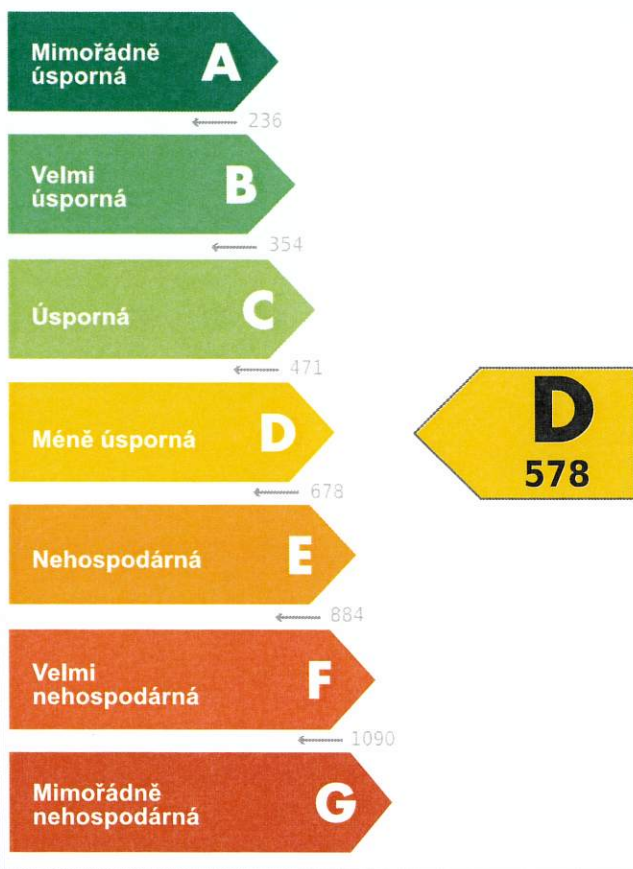 Mimořádně
úsporná
A
236
Velmi
úsporná
B
354
Úsporná
C
471
D
578
Méně úsporná
D
678
Nehospodárná
E
884
Velmi
nehospodárná
F
1090
Mimořádně
nehospodárná
G